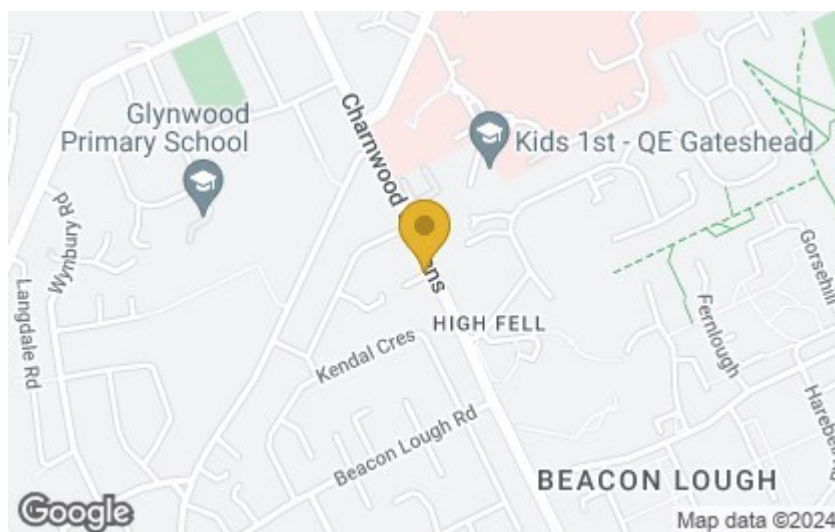 Glynwood
Primary School
Charnwood
ens
Kids 1st - QE Gateshead
Wynbury Rd
Langdale Rd
HIGH FELL
Kendal Cres
Beacon Lough Rd
Gorsehill
Fernlough
BEACON LOUGH
Google
Map data ©2024